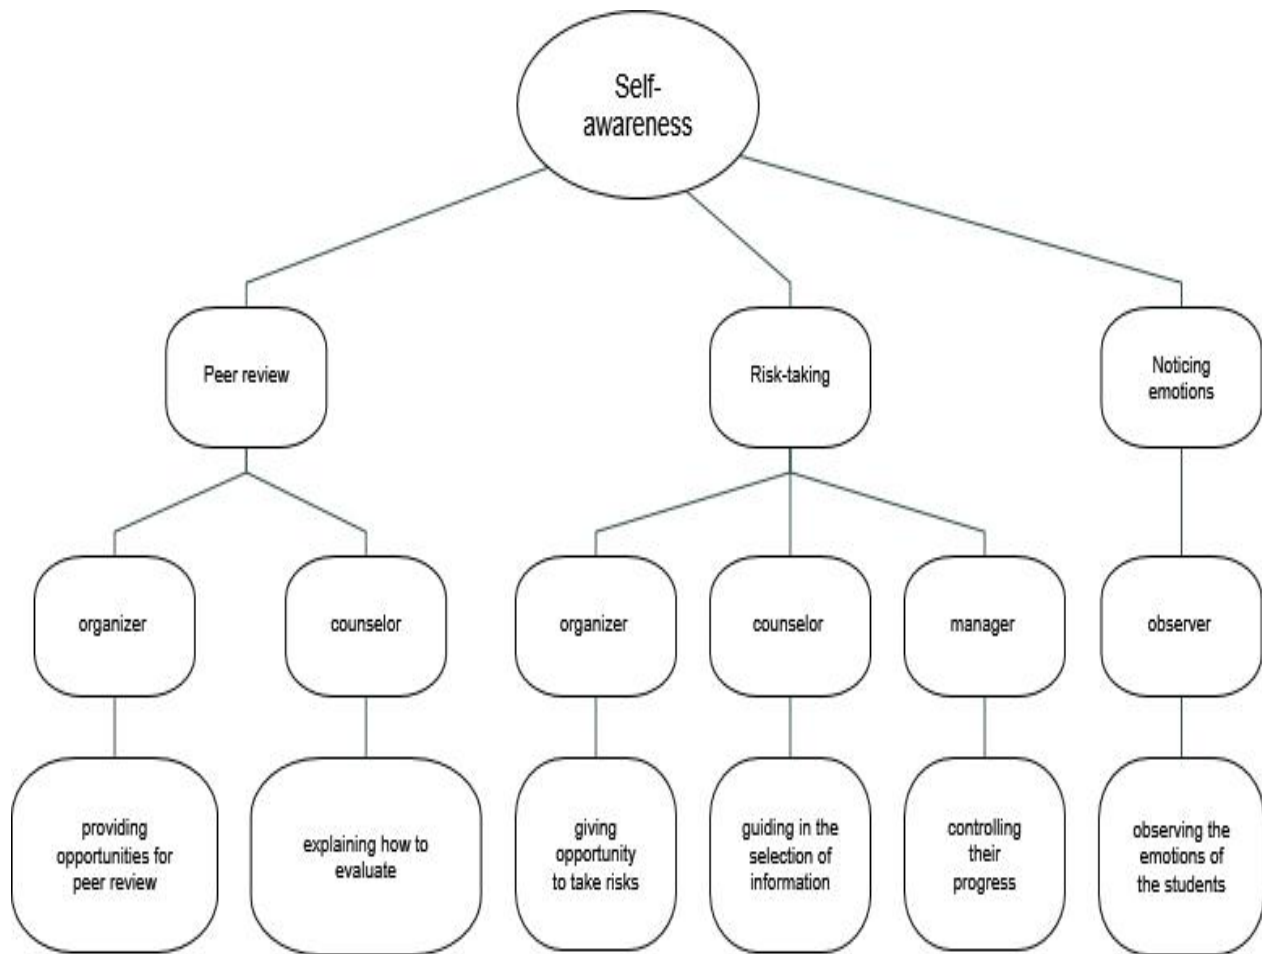 Self-
awareness
Peer review
Risk-taking
Noticing
emotions
organizer
counselor
organizer
counselor
manager
observer
providing
opportunities for
peer review
explaining how to
evaluate
giving
opportunity
to take risks
guiding in the
selection of
information
controlling
their
progress
observing the
emotions of
the students